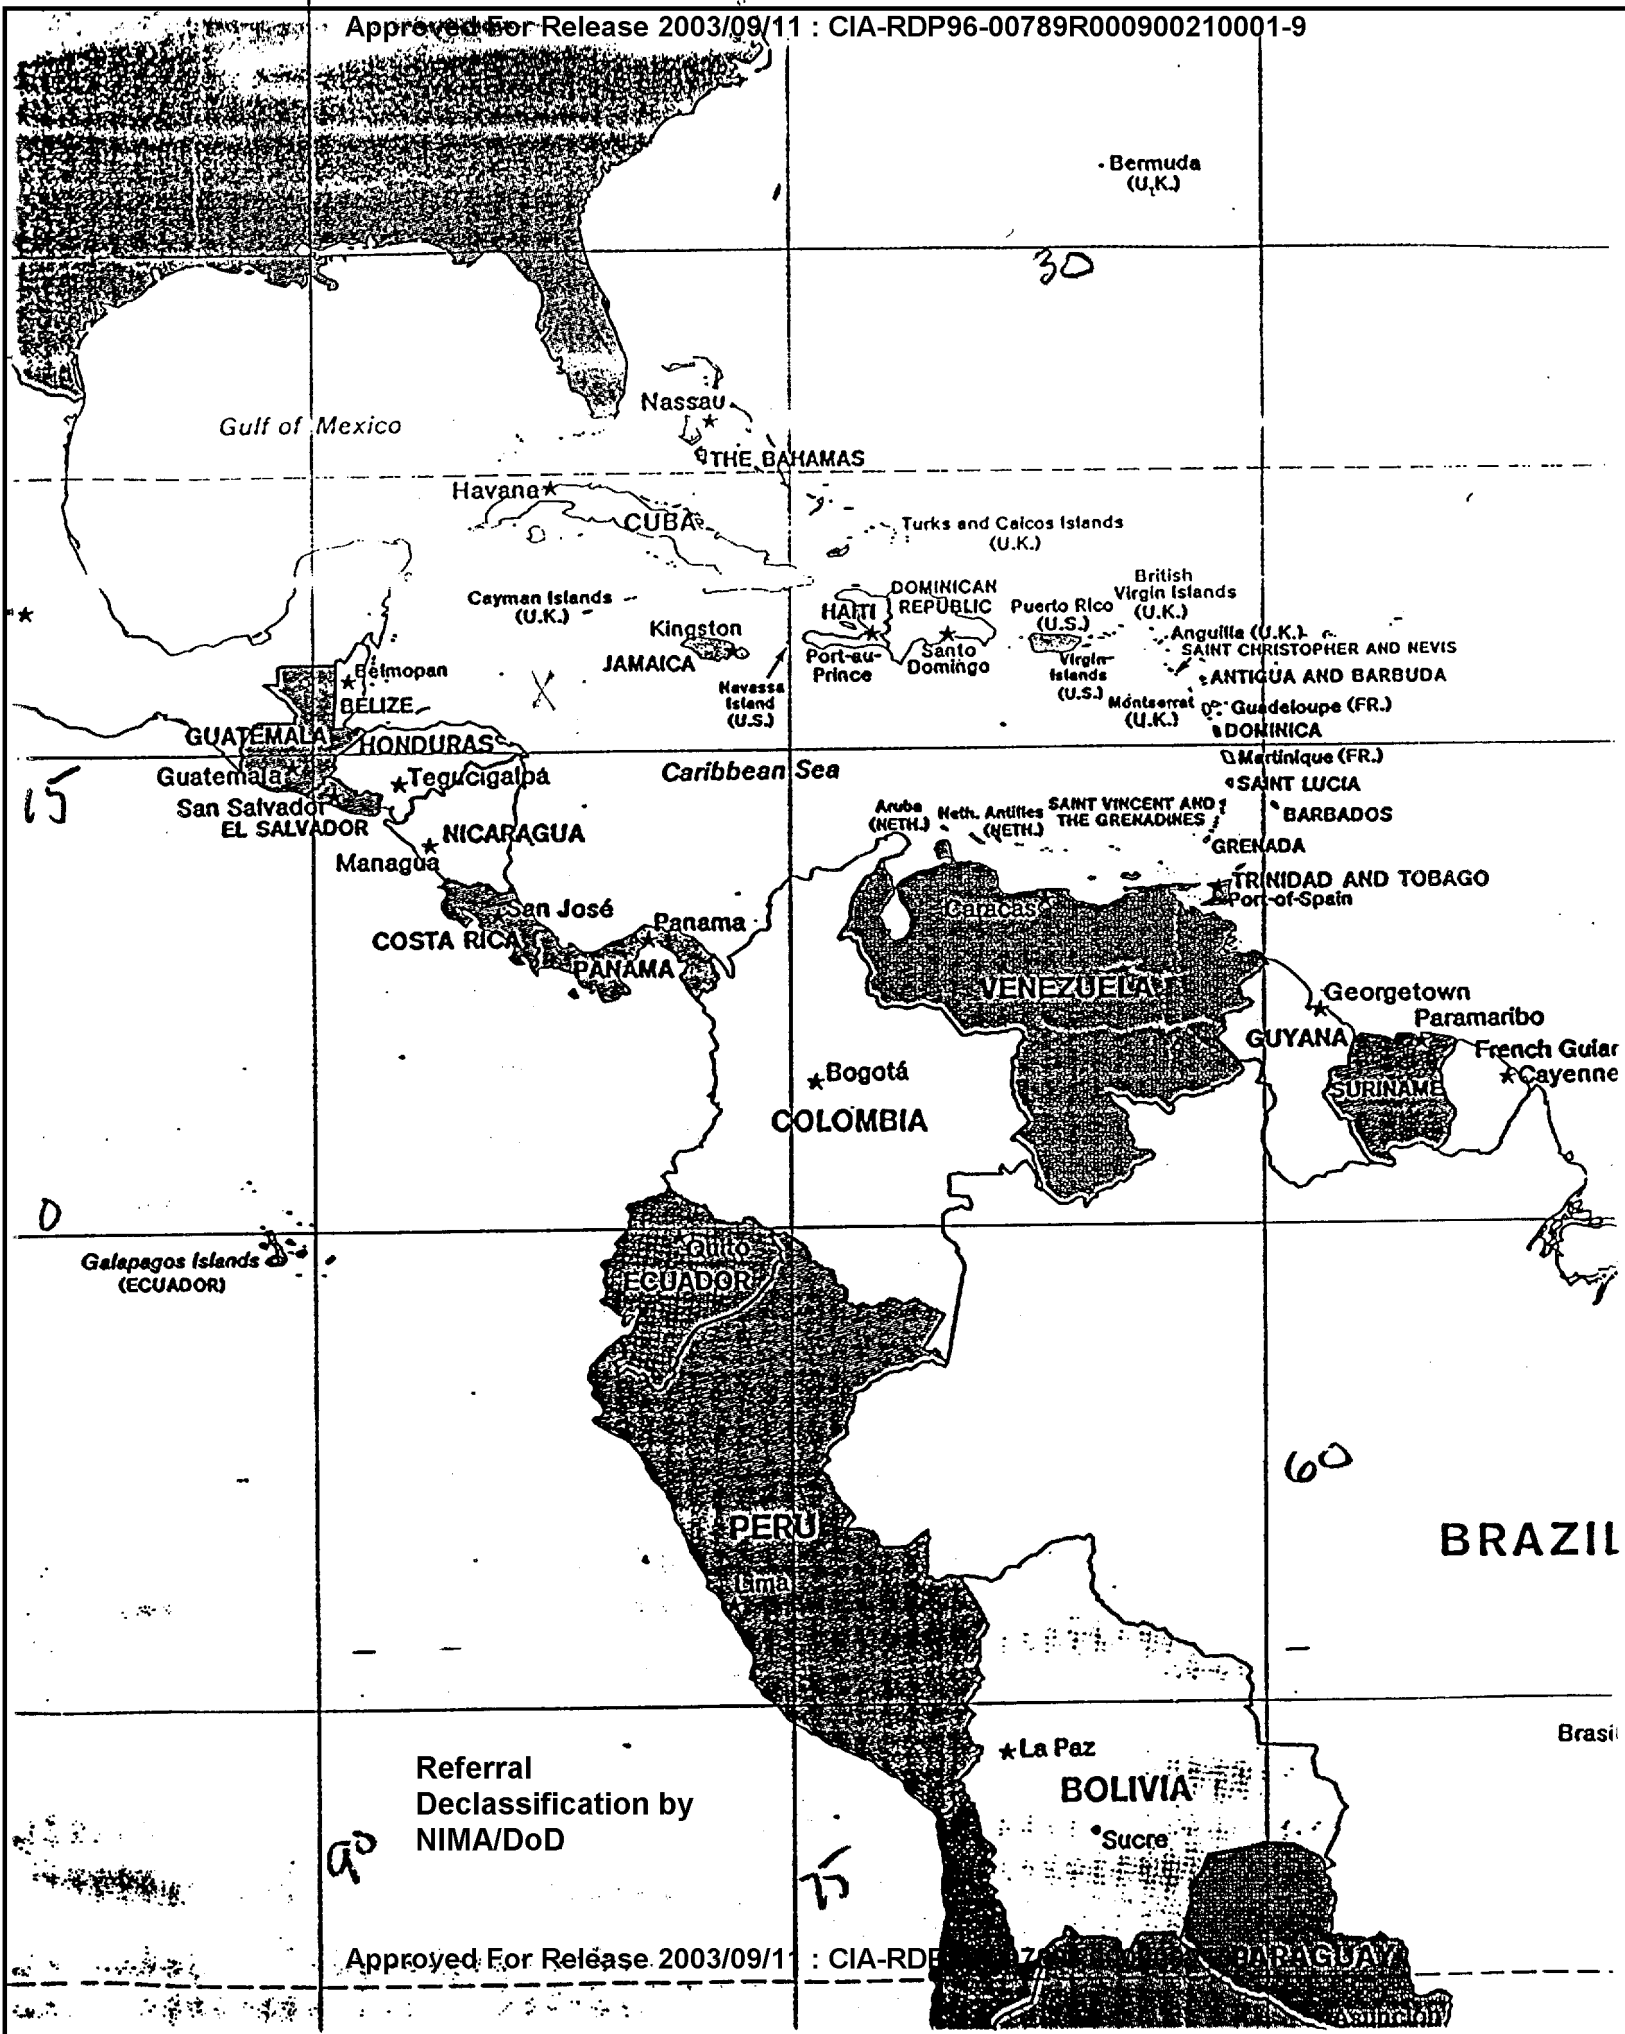 Approved For Release 2003/09/11 : CIA-RDP96-00789R000900210001-9
Bermuda
(U.K.)
30
Nassau
Gulf of Mexico
THE BAHAMAS
Havana
CUBA
Turks and Caicos Islands
(U.K.)
Cayman Islands
(U.K.)
Kingston
JAMAICA
Navassa
Island
(U.S.)
HAITI
Port-au-
Prince
DOMINICAN
REPUBLIC
Santo
Domingo
Puerto Rico
(U.S.)
British
Virgin Islands
(U.K.)
Virgin
Islands
(U.S.)
Anguilla (U.K.)
SAINT CHRISTOPHER AND NEVIS
ANTIGUA AND BARBUDA
Montserrat
(U.K.)
Guadeloupe (FR.)
DOMINICA
Martinique (FR.)
SAINT LUCIA
BARBADOS
SAINT VINCENT AND
THE GRENADINES
GRENADA
Aruba
(NETH.)
Neth. Antilles
(NETH.)
TRINIDAD AND TOBAGO
Port-of-Spain
Belmopan
BELIZE
GUATEMALA
Guatemala
HONDURAS
Tegucigalpa
Caribbean Sea
15
San Salvador
EL SALVADOR
NICARAGUA
Managua
San José
COSTA RICA
Panama
PANAMA
Caracas
VENEZUELA
Georgetown
GUYANA
Paramaribo
SURINAME
French Guian
Cayenne
Bogotá
COLOMBIA
0
Galapagos Islands
(ECUADOR)
Quito
ECUADOR
60
PERU
Lima
BRAZIL
Brasil
La Paz
BOLIVIA
Sucre
Referral
Declassification by
NIMA/DoD
90
75
Approved For Release 2003/09/11 : CIA-RDP
PARAGUAY
Asunción